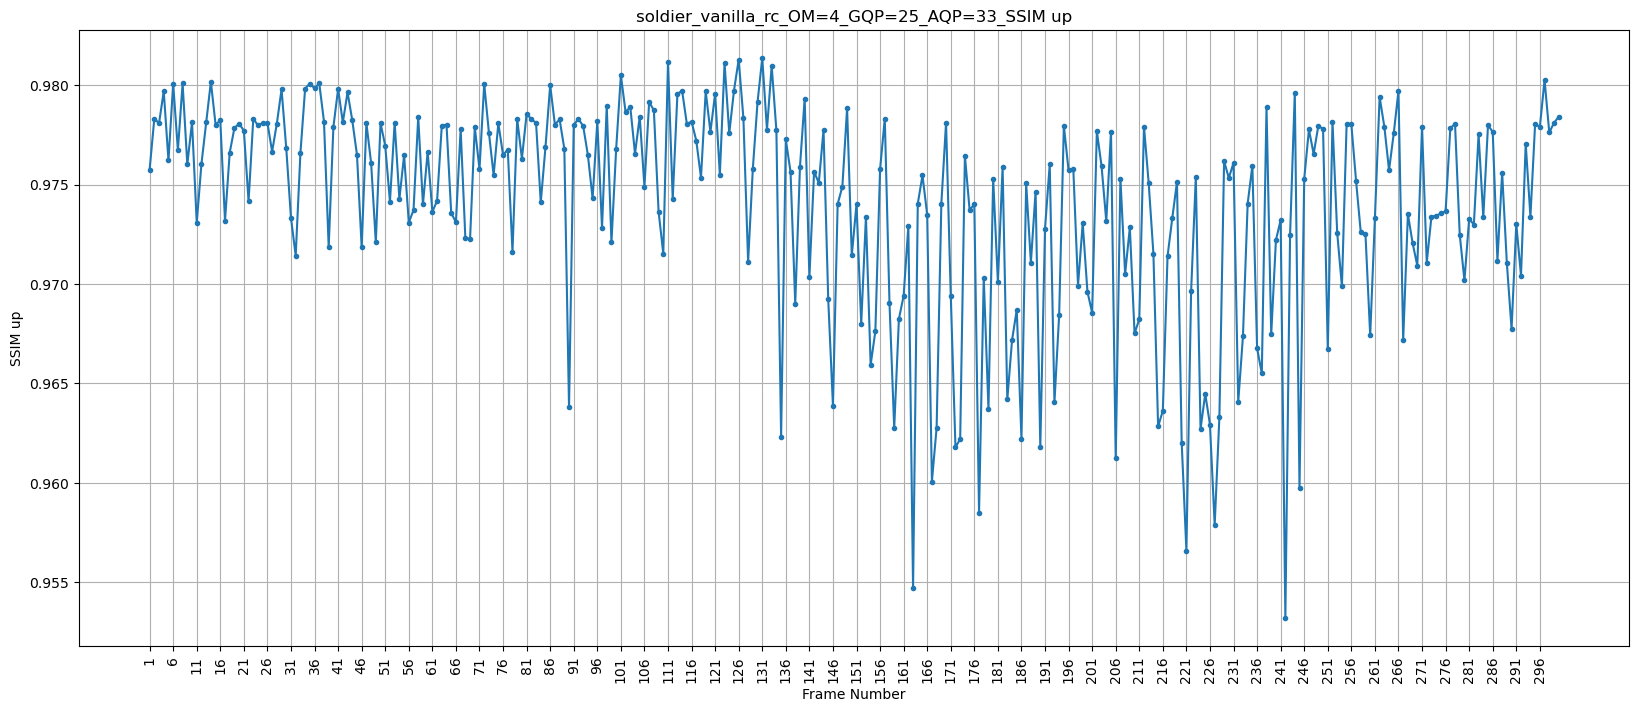 soldier_vanilla_rc_OM=4_GQP=25_AQP=33_SSIM up
0.980
0.975
0.970
0.965
0.960
0.955
SSIM up
1 6 11 16 21 26 31 36 41 46 51 56 61 66 71 76 81 86 91 96 101 106 111 116 121 126 131 136 141 146 151 156 161 166 171 176 181 186 191 196 201 206 211 216 221 226 231 236 241 246 251 256 261 266 271 276 281 286 291 296
Frame Number